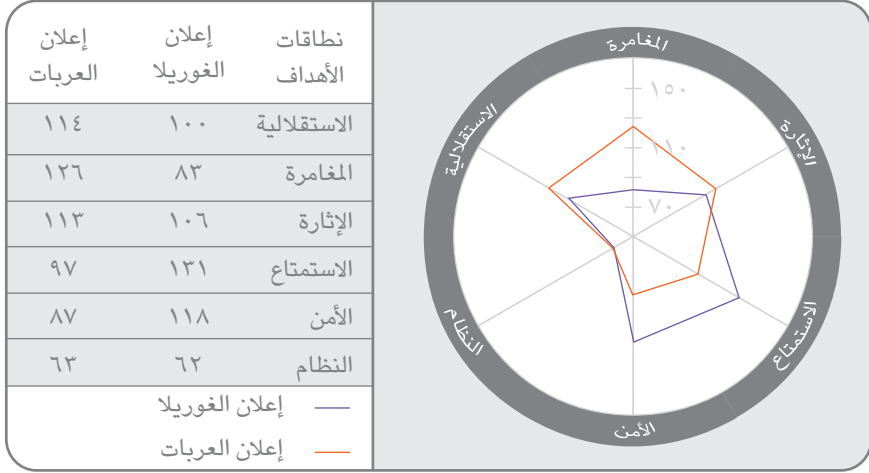 نطاقات الأهداف إعلان الغوريلا إعلان العربات
الاستقلالية ١٠٠ ١١٤
المغامرة ٨٣ ١٢٦
الإثارة ١٠٦ ١١٣
الاستمتاع ١٣١ ٩٧
الأمن ١١٨ ٨٧
النظام ٦٢ ٦٣
إعلان الغوريلا
إعلان العربات
المغامرة
الإثارة
الاستمتاع
الأمن
النظام
الاستقلالية
١٥٠
١١٠
٧٠